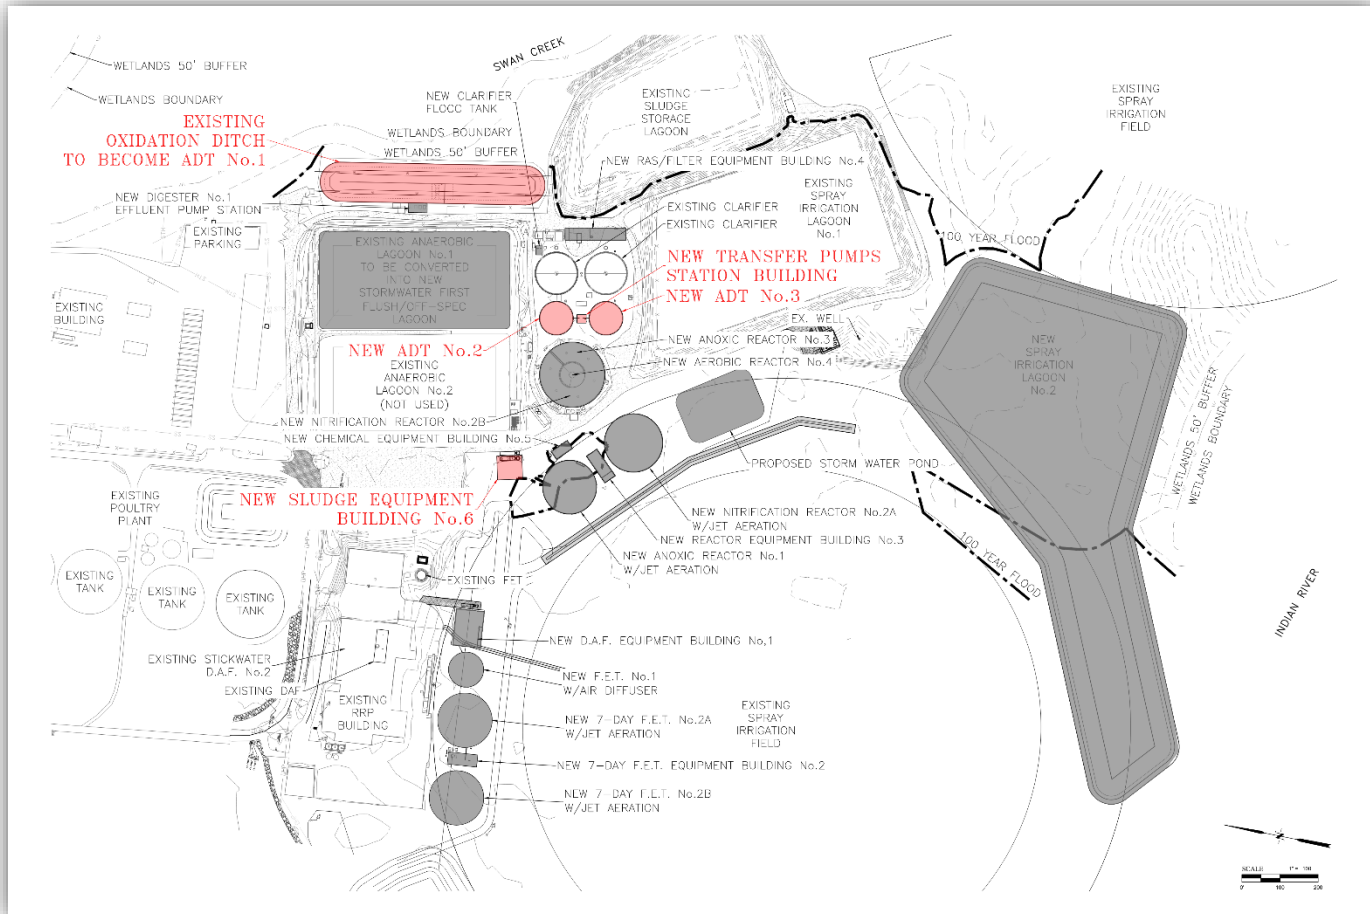 SWAN CREEK
WETLANDS 50' BUFFER
WETLANDS BOUNDARY
EXISTING
OXIDATION DITCH
TO BECOME ADT No.1
NEW CLARIFIER
FLOCC TANK
WETLANDS BOUNDARY
WETLANDS 50' BUFFER
EXISTING
SLUDGE
STORAGE
LAGOON
EXISTING
SPRAY
IRRIGATION
FIELD
NEW RAS/FILTER EQUIPMENT BUILDING No.4
NEW DIGESTER No.1
EFFLUENT PUMP STATION
EXISTING
PARKING
EXISTING
SPRAY
IRRIGATION
LAGOON
No.1
EXISTING CLARIFIER
EXISTING CLARIFIER
100 YEAR FLOOD
EXISTING ANAEROBIC
LAGOON No.1
TO BE CONVERTED
INTO NEW
STORMWATER FIRST
FLUSH/OFF-SPEC
LAGOON
NEW TRANSFER PUMPS
STATION BUILDING
NEW ADT No.3
EXISTING
BUILDING
EX. WELL
NEW ADT No.2
NEW ANOXIC REACTOR No.3
NEW AEROBIC REACTOR No.4
NEW
SPRAY
IRRIGATION
LAGOON
No.2
EXISTING
ANAEROBIC
LAGOON No.2
(NOT USED)
NEW NITRIFICATION REACTOR No.2B
NEW CHEMICAL EQUIPMENT BUILDING No.5
WETLANDS 50' BUFFER
WETLANDS BOUNDARY
PROPOSED STORM WATER POND
EXISTING
POULTRY
PLANT
NEW SLUDGE EQUIPMENT
BUILDING No.6
NEW NITRIFICATION REACTOR No.2A
W/JET AERATION
NEW REACTOR EQUIPMENT BUILDING No.3
NEW ANOXIC REACTOR No.1
W/JET AERATION
100 YEAR FLOOD
EXISTING
TANK
EXISTING
TANK
EXISTING
TANK
EXISTING FET
INDIAN RIVER
NEW D.A.F. EQUIPMENT BUILDING No,1
EXISTING STICKWATER
D.A.F. No.2
EXISTING DAF
NEW F.E.T. No.1
W/AIR DIFFUSER
EXISTING
RRP
BUILDING
NEW 7-DAY F.E.T. No.2A
W/JET AERATION
EXISTING
SPRAY
IRRIGATION
FIELD
NEW 7-DAY F.E.T. EQUIPMENT BUILDING No.2
NEW 7-DAY F.E.T. No.2B
W/JET AERATION
SCALE
0' 100 200